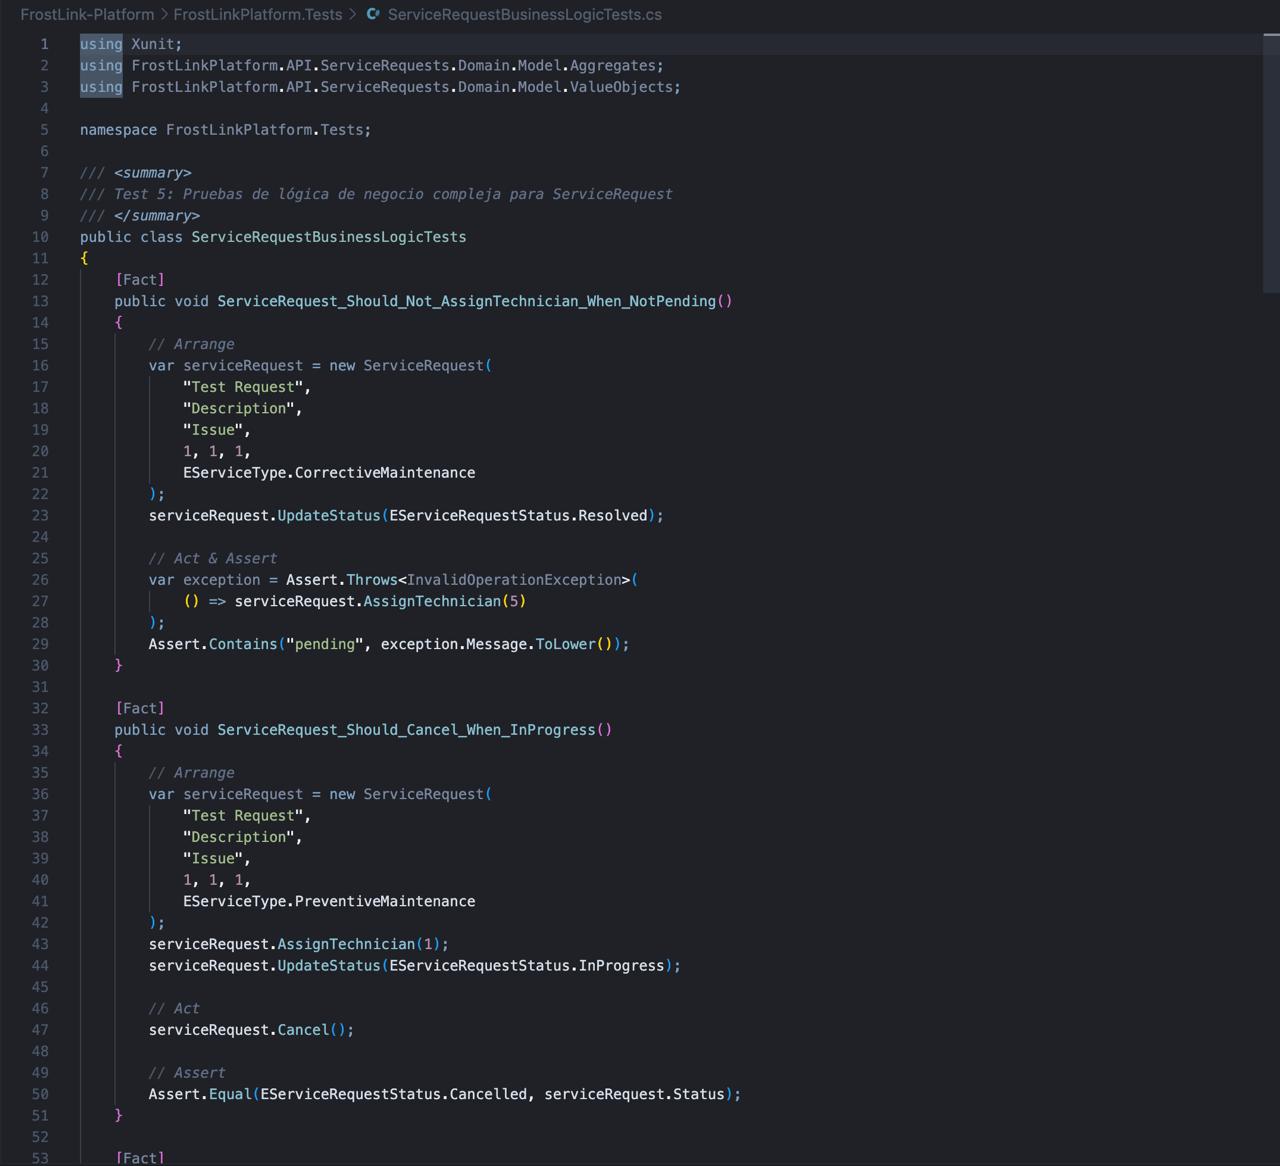 FrostLink-Platform > FrostLinkPlatform.Tests > ServiceRequestBusinessLogicTests.cs
1 using Xunit;
2 using FrostLinkPlatform.API.ServiceRequests.Domain.Model.Aggregates;
3 using FrostLinkPlatform.API.ServiceRequests.Domain.Model.ValueObjects;
4
5 namespace FrostLinkPlatform.Tests;
6
7 /// <summary>
8 /// Test 5: Pruebas de lógica de negocio compleja para ServiceRequest
9 /// </summary>
10 public class ServiceRequestBusinessLogicTests
11 {
12     [Fact]
13     public void ServiceRequest_Should_Not_AssignTechnician_When_NotPending()
14     {
15         // Arrange
16         var serviceRequest = new ServiceRequest(
17             "Test Request",
18             "Description",
19             "Issue",
20             1, 1, 1,
21             EServiceType.CorrectiveMaintenance
22         );
23         serviceRequest.UpdateStatus(EServiceRequestStatus.Resolved);
24
25         // Act & Assert
26         var exception = Assert.Throws<InvalidOperationException>(
27             () => serviceRequest.AssignTechnician(5)
28         );
29         Assert.Contains("pending", exception.Message.ToLower());
30     }
31
32     [Fact]
33     public void ServiceRequest_Should_Cancel_When_InProgress()
34     {
35         // Arrange
36         var serviceRequest = new ServiceRequest(
37             "Test Request",
38             "Description",
39             "Issue",
40             1, 1, 1,
41             EServiceType.PreventiveMaintenance
42         );
43         serviceRequest.AssignTechnician(1);
44         serviceRequest.UpdateStatus(EServiceRequestStatus.InProgress);
45
46         // Act
47         serviceRequest.Cancel();
48
49         // Assert
50         Assert.Equal(EServiceRequestStatus.Cancelled, serviceRequest.Status);
51     }
52
53     [Fact]